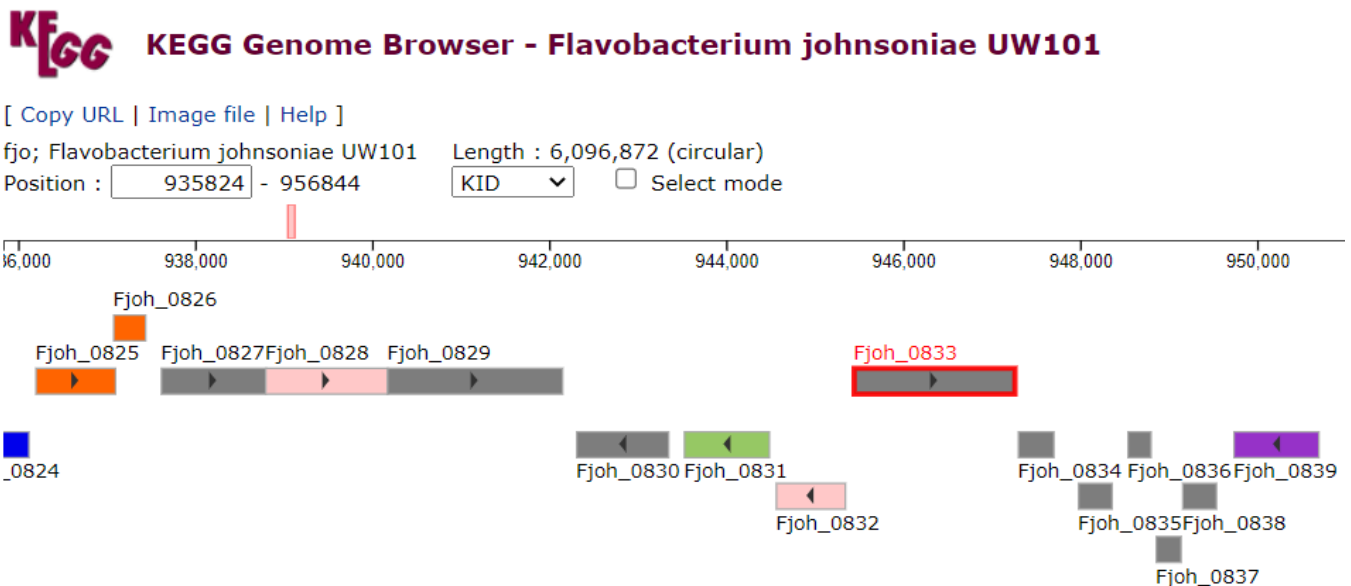 KEGG KEGG Genome Browser - Flavobacterium johnsoniae UW101
[ Copy URL | Image file | Help ]
fjo; Flavobacterium johnsoniae UW101 Length : 6,096,872 (circular)
Position : 935824 - 956844 KID Select mode
36,000 938,000 940,000 942,000 944,000 946,000 948,000 950,000
Fjoh_0826
Fjoh_0825 Fjoh_0827 Fjoh_0828 Fjoh_0829 Fjoh_0833
_0824 Fjoh_0830 Fjoh_0831 Fjoh_0834 Fjoh_0836 Fjoh_0839
Fjoh_0832 Fjoh_0835 Fjoh_0838
Fjoh_0837